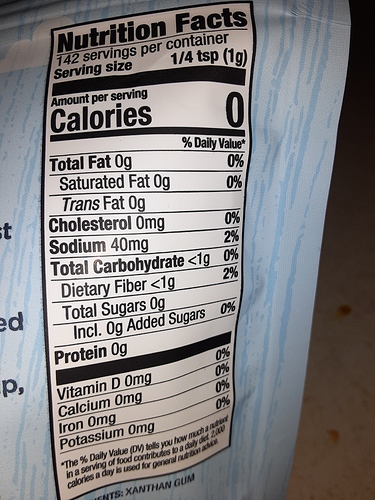 Nutrition Facts
142 servings per container
Serving size 1/4 tsp (1g)
Amount per serving
Calories 0
% Daily Value*
Total Fat 0g 0%
Saturated Fat 0g 0%
Trans Fat 0g
Cholesterol 0mg 0%
Sodium 40mg 2%
Total Carbohydrate <1g 0%
Dietary Fiber <1g 2%
Total Sugars 0g
Incl. 0g Added Sugars 0%
Protein 0g
Vitamin D 0mg 0%
Calcium 0mg 0%
Iron 0mg 0%
Potassium 0mg 0%
*The % Daily Value (DV) tells you how much a nutrient
in a serving of food contributes to a daily diet. 2,000
calories a day is used for general nutrition advice.
ENTS: XANTHAN GUM